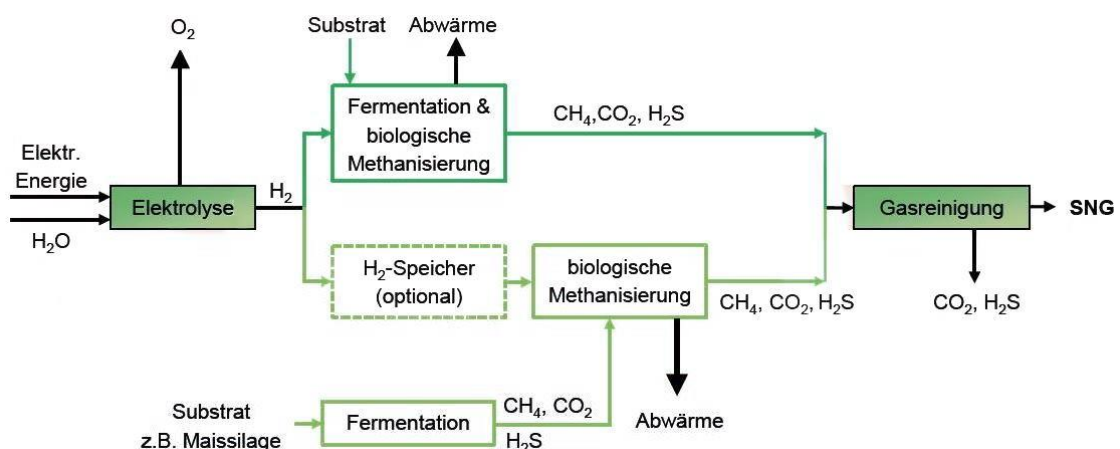 O₂
Substrat
Abwärme
Fermentation &
biologische
Methanisierung
CH₄,CO₂, H₂S
Elektr.
Energie
H₂O
Elektrolyse
H₂
Gasreinigung
SNG
CO₂, H₂S
H₂-Speicher
(optional)
biologische
Methanisierung
CH₄, CO₂, H₂S
Abwärme
Substrat
z.B. Maissilage
Fermentation
CH₄, CO₂
H₂S